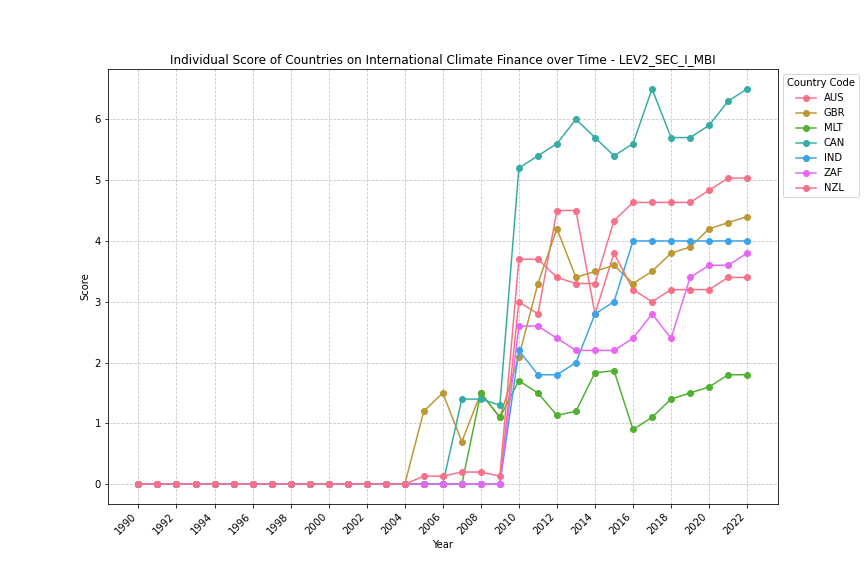 Individual Score of Countries on International Climate Finance over Time - LEV2_SEC_I_MBI
Country Code
AUS
GBR
MLT
CAN
IND
ZAF
NZL
Score
6
5
4
3
2
1
0
1990
1992
1994
1996
1998
2000
2002
2004
2006
2008
2010
2012
2014
2016
2018
2020
2022
Year